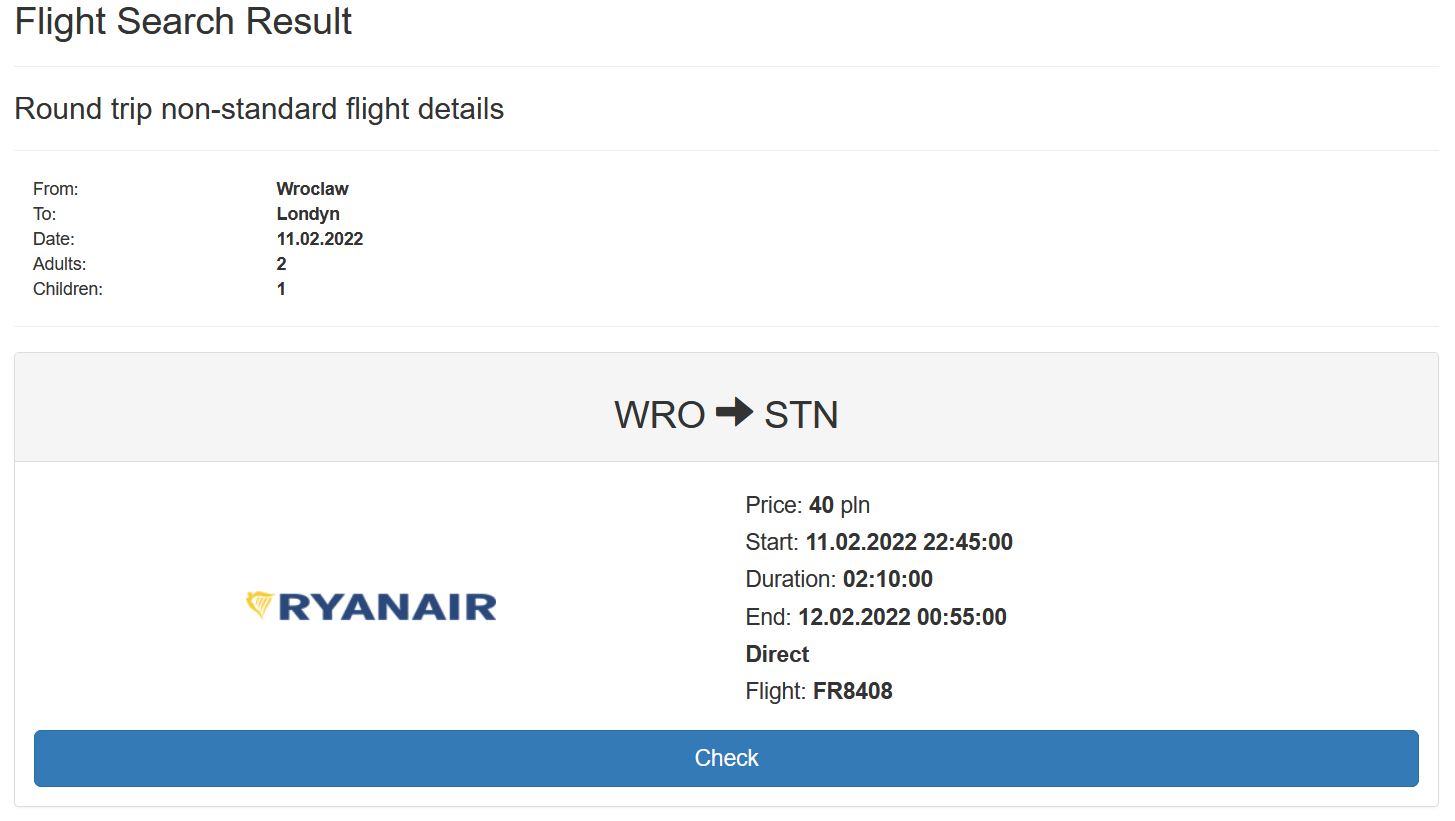 Flight Search Result
Round trip non-standard flight details
From: Wroclaw
To: Londyn
Date: 11.02.2022
Adults: 2
Children: 1
WRO STN
RYANAIR
Price: 40 pln
Start: 11.02.2022 22:45:00
Duration: 02:10:00
End: 12.02.2022 00:55:00
Direct
Flight: FR8408
Check